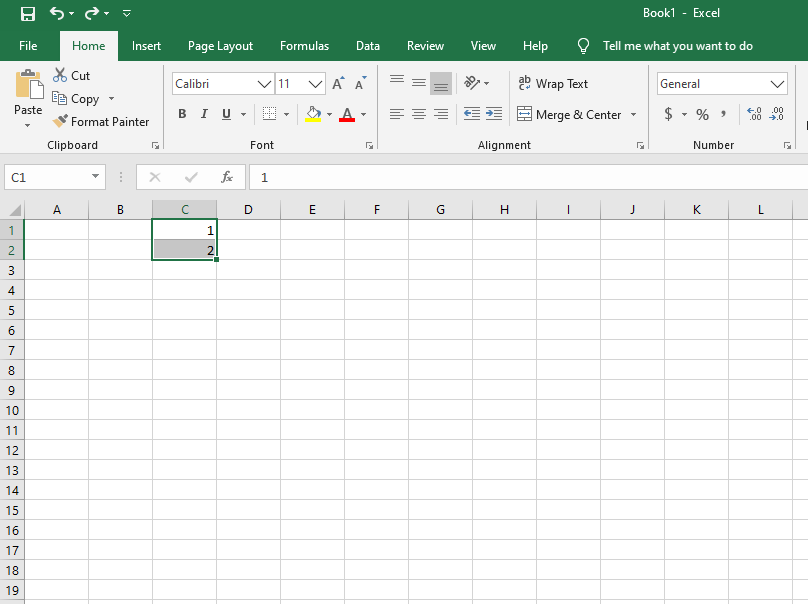 Book1 - Excel
File Home Insert Page Layout Formulas Data Review View Help Tell me what you want to do
Paste
Cut
Copy
Format Painter
Clipboard
Calibri 11 A A
B I U A
Font
ab Wrap Text
Merge & Center
Alignment
General
$ % , .00 .00
Number
C1 fx 1
A B C D E F G H I J K L
1 1
2 2
3
4
5
6
7
8
9
10
11
12
13
14
15
16
17
18
19